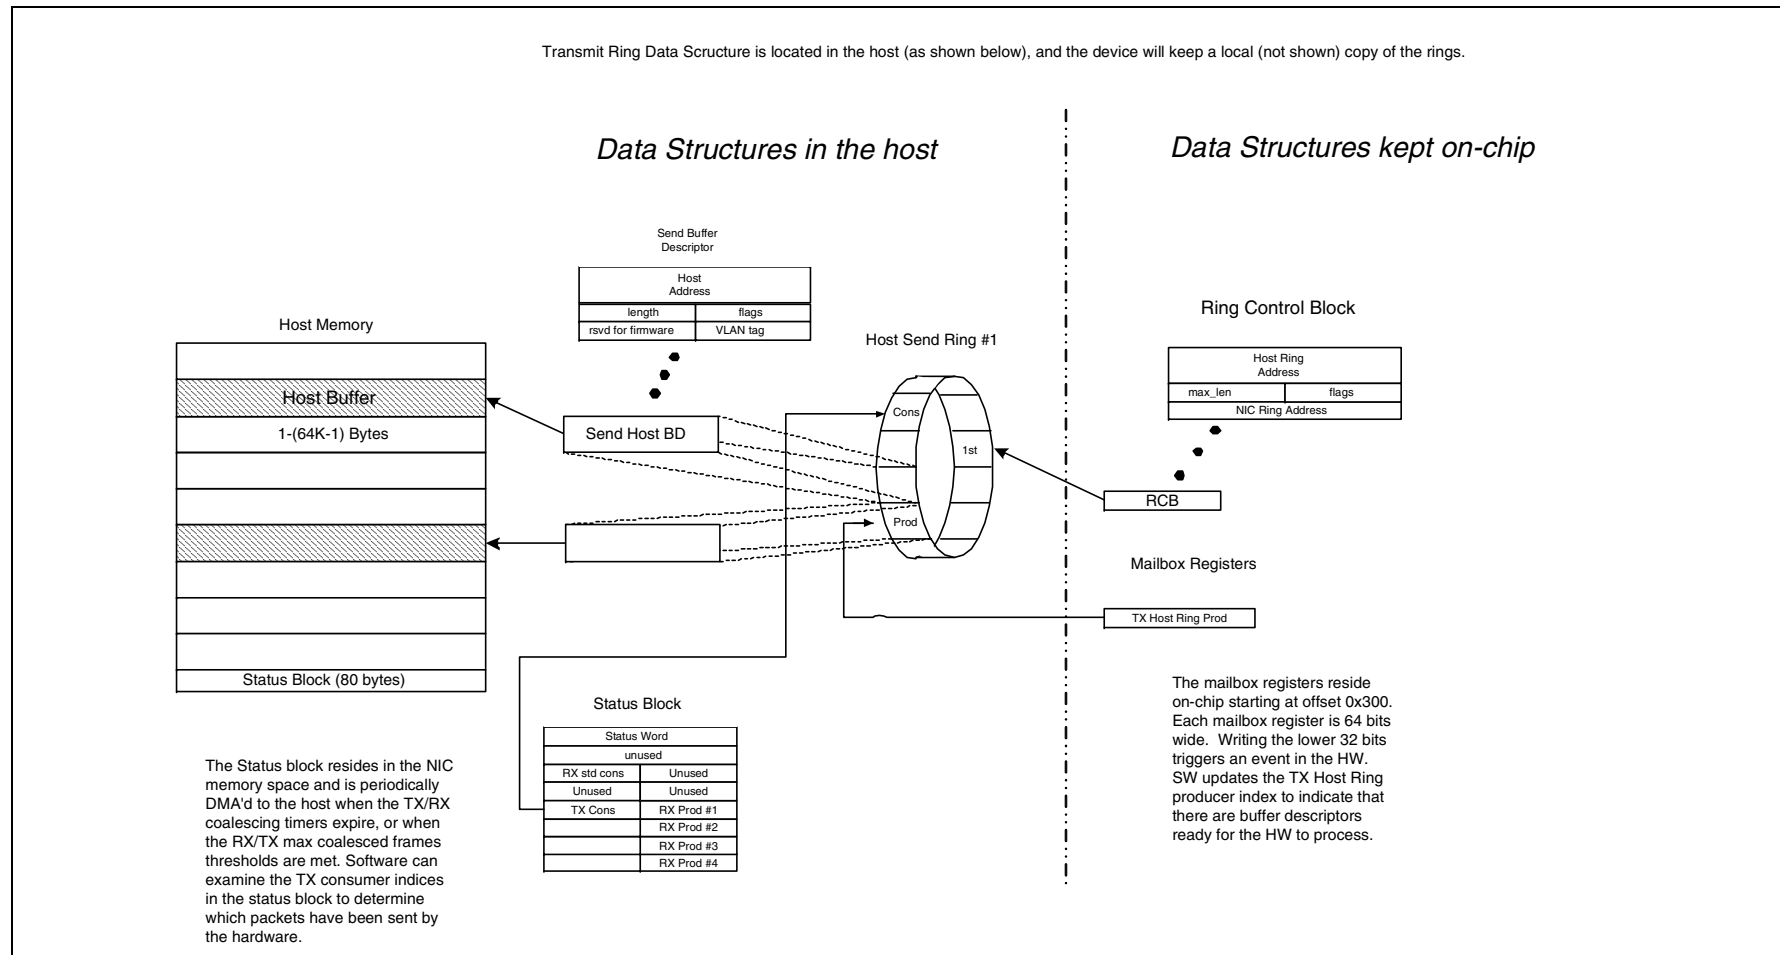 Transmit Ring Data Scructure is located in the host (as shown below), and the device will keep a local (not shown) copy of the rings.
Data Structures in the host
Data Structures kept on-chip
Send Buffer
Descriptor
Host
Address
length
flags
rsvd for firmware
VLAN tag
Host Memory
Host Buffer
1-(64K-1) Bytes
Status Block (80 bytes)
Send Host BD
Host Send Ring #1
Cons
1st
Prod
Ring Control Block
Host Ring
Address
max_len
flags
NIC Ring Address
RCB
Mailbox Registers
TX Host Ring Prod
The mailbox registers reside
on-chip starting at offset 0x300.
Each mailbox register is 64 bits
wide.  Writing the lower 32 bits
triggers an event in the HW.
SW updates the TX Host Ring
producer index to indicate that
there are buffer descriptors
ready for the HW to process.
Status Block
Status Word
unused
RX std cons
Unused
Unused
Unused
TX Cons
RX Prod #1
RX Prod #2
RX Prod #3
RX Prod #4
The Status block resides in the NIC
memory space and is periodically
DMA'd to the host when the TX/RX
coalescing timers expire, or when
the RX/TX max coalesced frames
thresholds are met. Software can
examine the TX consumer indices
in the status block to determine
which packets have been sent by
the hardware.